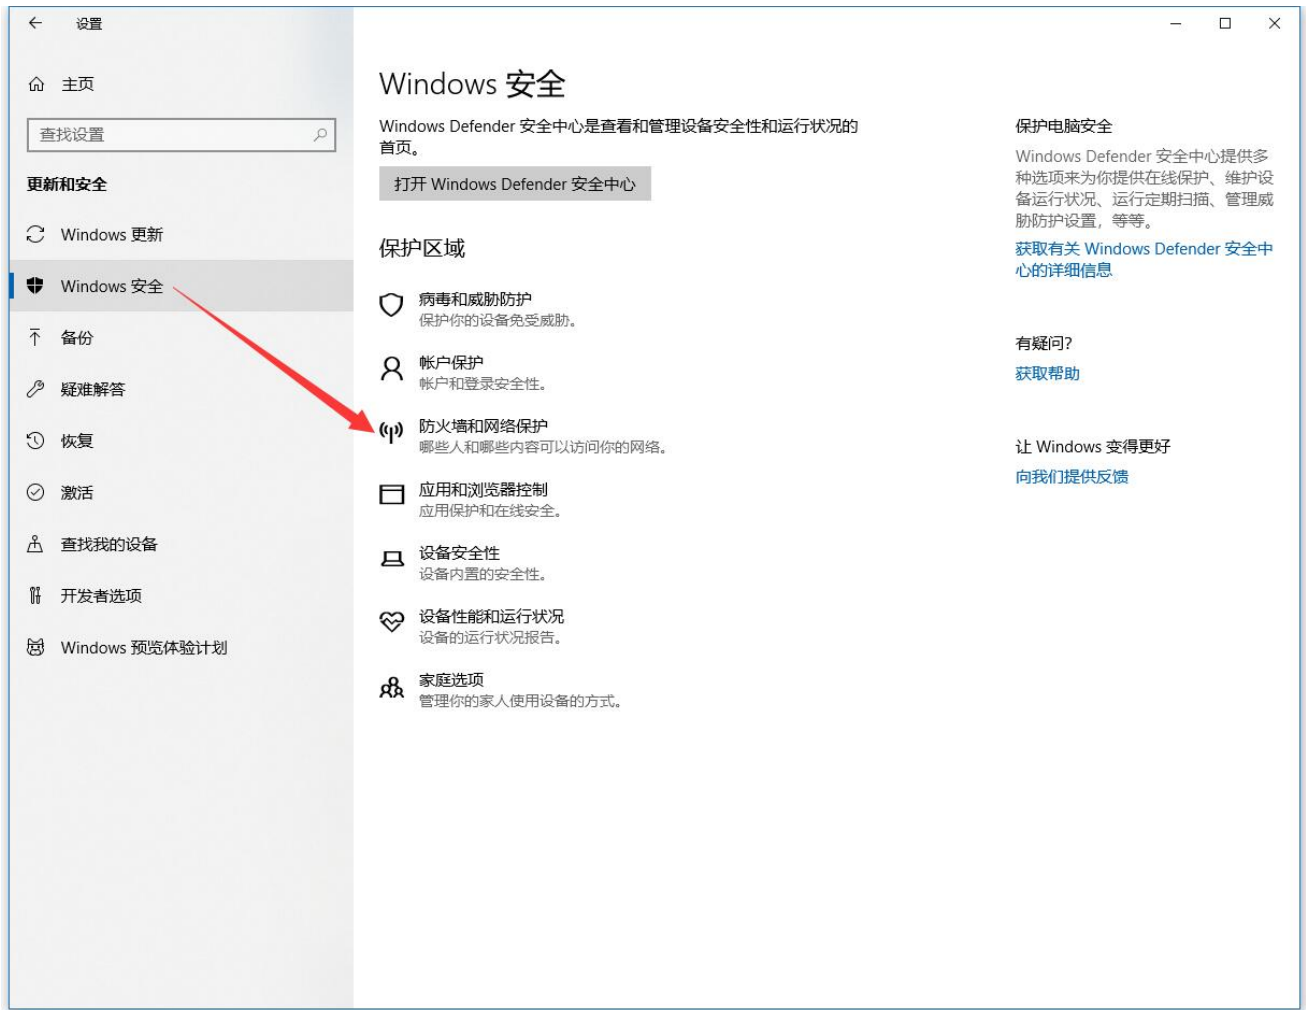 设置
主页
查找设置
更新和安全
Windows 更新
Windows 安全
备份
疑难解答
恢复
激活
查找我的设备
开发者选项
Windows 预览体验计划
Windows 安全
Windows Defender 安全中心是查看和管理设备安全性和运行状况的
首页。
打开 Windows Defender 安全中心
保护区域
病毒和威胁防护
保护你的设备免受威胁。
帐户保护
帐户和登录安全性。
防火墙和网络保护
哪些人和哪些内容可以访问你的网络。
应用和浏览器控制
应用保护和在线安全。
设备安全性
设备内置的安全性。
设备性能和运行状况
设备的运行状况报告。
家庭选项
管理你的家人使用设备的方式。
保护电脑安全
Windows Defender 安全中心提供多
种选项来为你提供在线保护、维护设
备运行状况、运行定期扫描、管理威
胁防护设置，等等。
获取有关 Windows Defender 安全中
心的详细信息
有疑问?
获取帮助
让 Windows 变得更好
向我们提供反馈